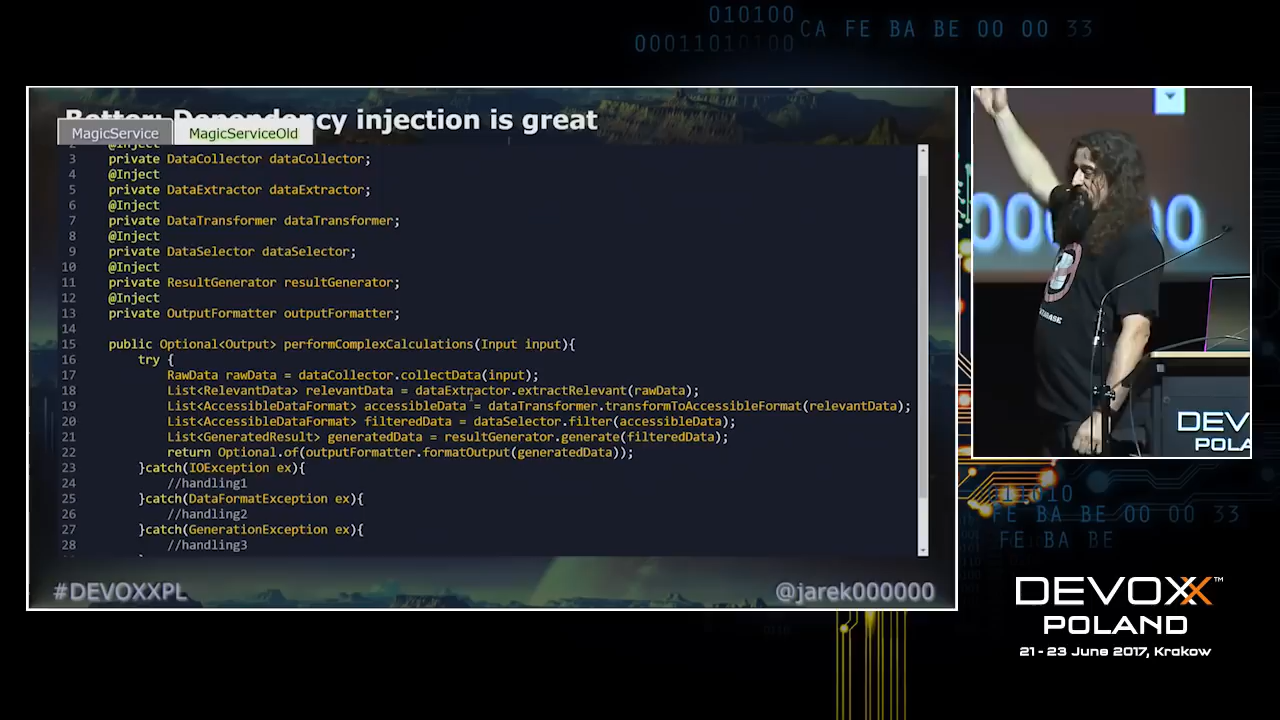 010100
00011010100
CA FE BA BE 00 00 33
Better: Dependency injection is great
MagicService
MagicServiceOld
2 @Inject
3 private DataCollector dataCollector;
4 @Inject
5 private DataExtractor dataExtractor;
6 @Inject
7 private DataTransformer dataTransformer;
8 @Inject
9 private DataSelector dataSelector;
10 @Inject
11 private ResultGenerator resultGenerator;
12 @Inject
13 private OutputFormatter outputFormatter;
14
15 public Optional<Output> performComplexCalculations(Input input){
16 try {
17 RawData rawData = dataCollector.collectData(input);
18 List<RelevantData> relevantData = dataExtractor.extractRelevant(rawData);
19 List<AccessibleDataFormat> accessibleData = dataTransformer.transformToAccessibleFormat(relevantData);
20 List<AccessibleDataFormat> filteredData = dataSelector.filter(accessibleData);
21 List<GeneratedResult> generatedData = resultGenerator.generate(filteredData);
22 return Optional.of(outputFormatter.formatOutput(generatedData));
23 }catch(IOException ex){
24 //handling1
25 }catch(DataFormatException ex){
26 //handling2
27 }catch(GenerationException ex){
28 //handling3
#DEVOXXPL
@jarek000000
DEV
POLA
FE BA BE 00 00 33
FE BA BE
DEVOXX™
POLAND
21 - 23 June 2017, Krakow